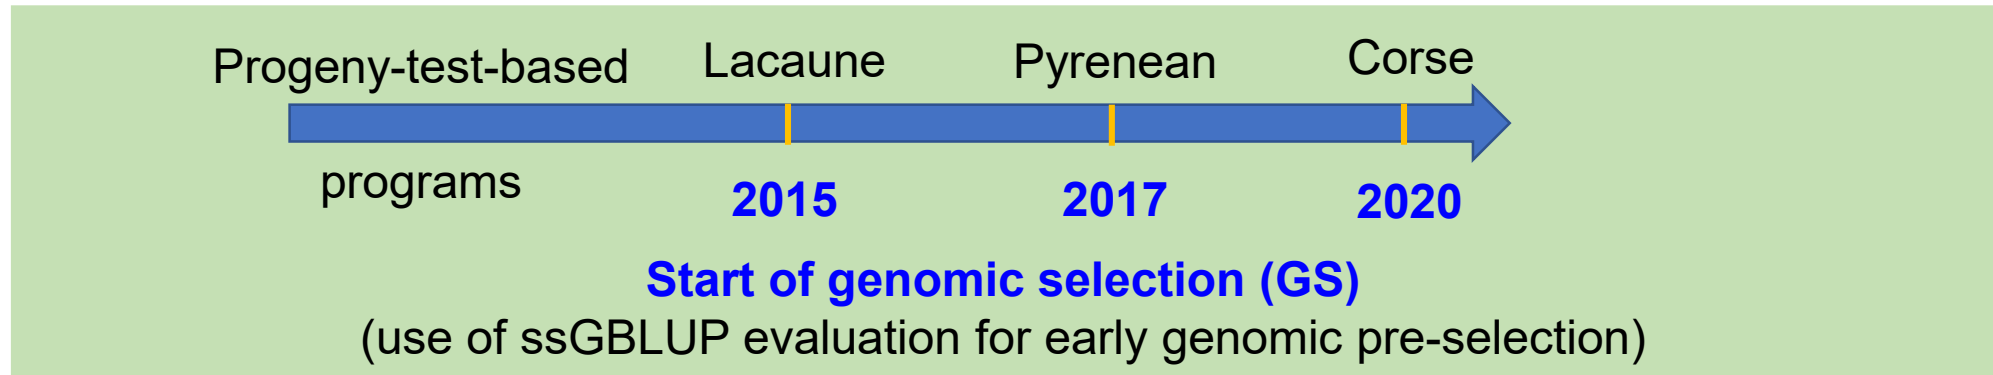 Progeny-test-based Lacaune Pyrenean Corse
programs 2015 2017 2020
Start of genomic selection (GS)
(use of ssGBLUP evaluation for early genomic pre-selection)